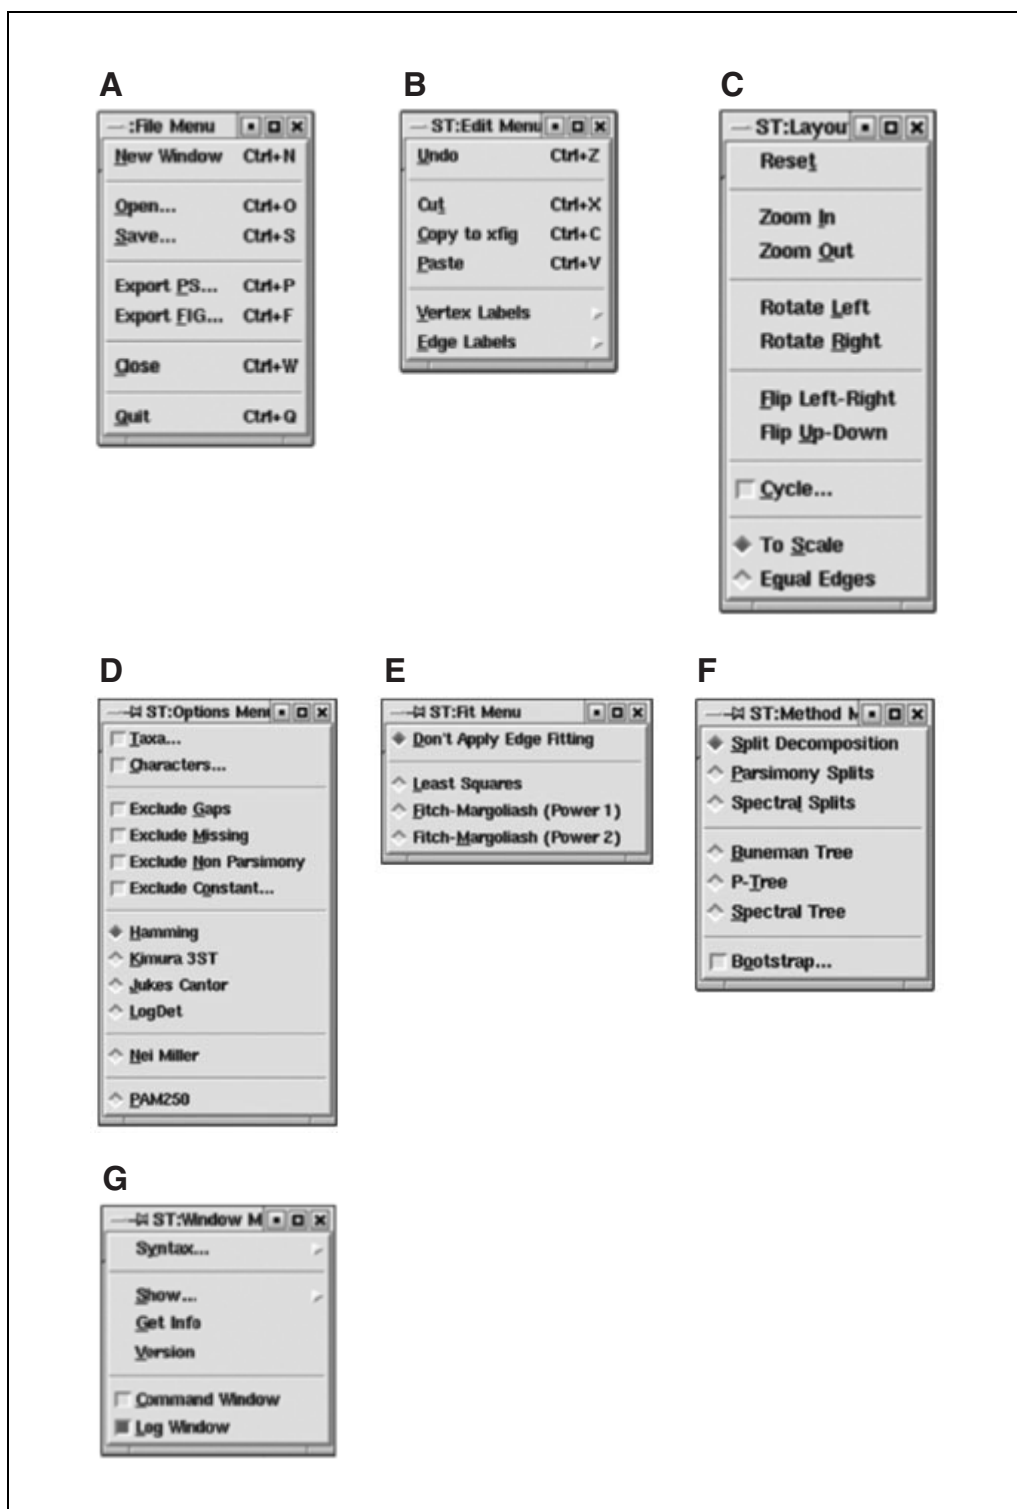 A
:File Menu
New Window Ctrl+N
Open... Ctrl+O
Save... Ctrl+S
Export PS... Ctrl+P
Export FIG... Ctrl+F
Close Ctrl+W
Quit Ctrl+Q
B
ST:Edit Menu
Undo Ctrl+Z
Cut Ctrl+X
Copy to xfig Ctrl+C
Paste Ctrl+V
Vertex Labels
Edge Labels
C
ST:Layou
Reset
Zoom In
Zoom Out
Rotate Left
Rotate Right
Flip Left-Right
Flip Up-Down
Cycle...
To Scale
Equal Edges
D
ST:Options Menu
Taxa...
Characters...
Exclude Gaps
Exclude Missing
Exclude Non Parsimony
Exclude Constant...
Hamming
Kimura 3ST
Jukes Cantor
LogDet
Nei Miller
PAM250
E
ST:Fit Menu
Don't Apply Edge Fitting
Least Squares
Fitch-Margoliash (Power 1)
Fitch-Margoliash (Power 2)
F
ST:Method M
Split Decomposition
Parsimony Splits
Spectral Splits
Buneman Tree
P-Tree
Spectral Tree
Bootstrap...
G
ST:Window M
Syntax...
Show...
Get Info
Version
Command Window
Log Window